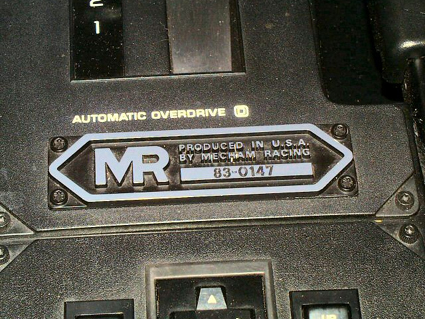 2
1
AUTOMATIC OVERDRIVE D
MR
PRODUCED IN U.S.A.
BY MECHAM RACING
83-0147